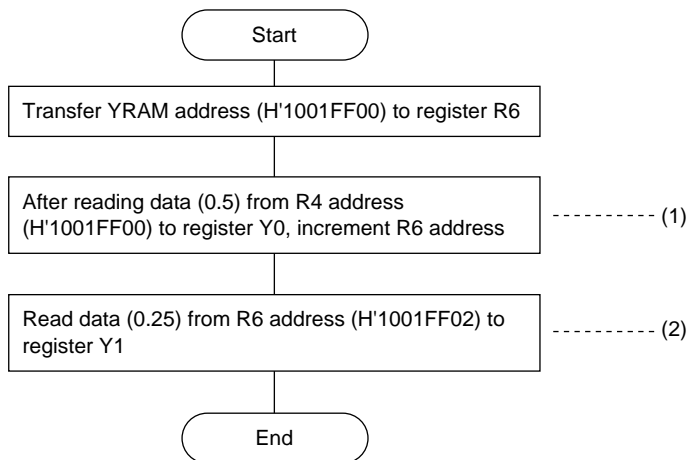 Start
Transfer YRAM address (H'1001FF00) to register R6
After reading data (0.5) from R4 address
(H'1001FF00) to register Y0, increment R6 address
(1)
Read data (0.25) from R6 address (H'1001FF02) to
register Y1
(2)
End